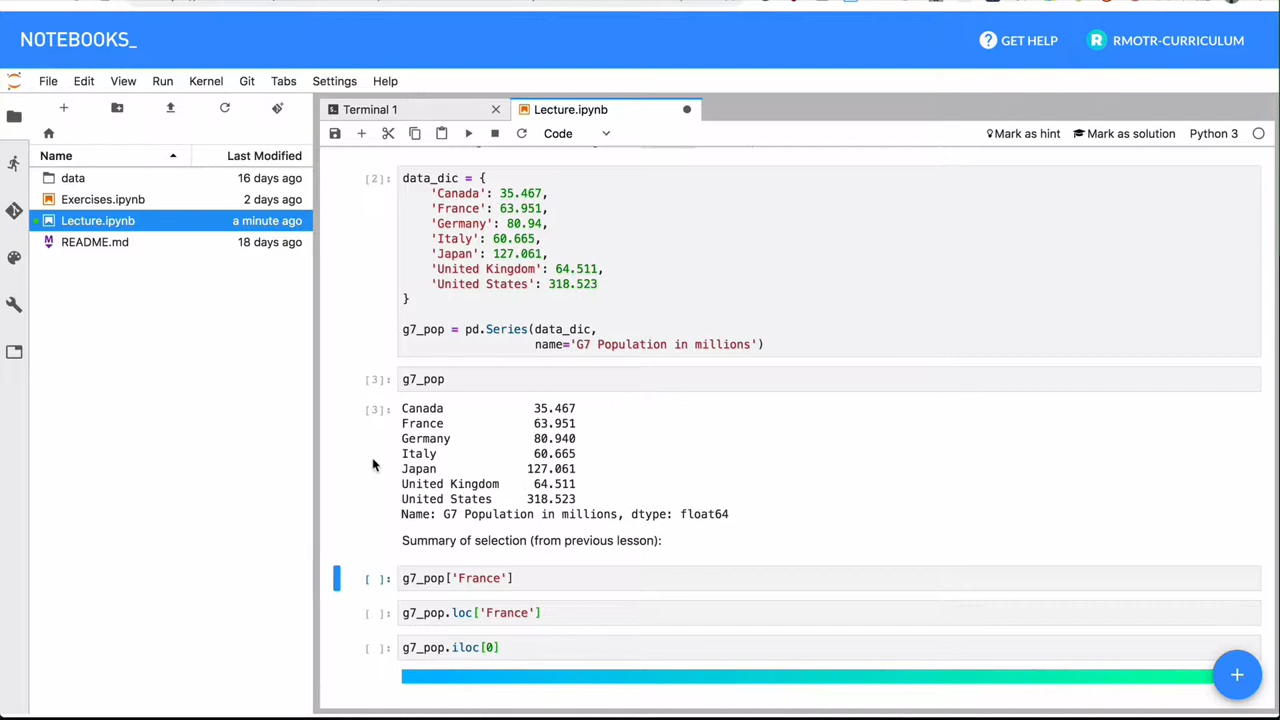 NOTEBOOKS_
GET HELP
R RMOTR-CURRICULUM
File Edit View Run Kernel Git Tabs Settings Help
Terminal 1
Lecture.ipynb
Code
Mark as hint
Mark as solution
Python 3
Name Last Modified
data 16 days ago
Exercises.ipynb 2 days ago
Lecture.ipynb a minute ago
README.md 18 days ago
[2]: data_dic = {
'Canada': 35.467,
'France': 63.951,
'Germany': 80.94,
'Italy': 60.665,
'Japan': 127.061,
'United Kingdom': 64.511,
'United States': 318.523
}
g7_pop = pd.Series(data_dic,
name='G7 Population in millions')
[3]: g7_pop
[3]: Canada 35.467
France 63.951
Germany 80.940
Italy 60.665
Japan 127.061
United Kingdom 64.511
United States 318.523
Name: G7 Population in millions, dtype: float64
Summary of selection (from previous lesson):
[ ]: g7_pop['France']
[ ]: g7_pop.loc['France']
[ ]: g7_pop.iloc[0]